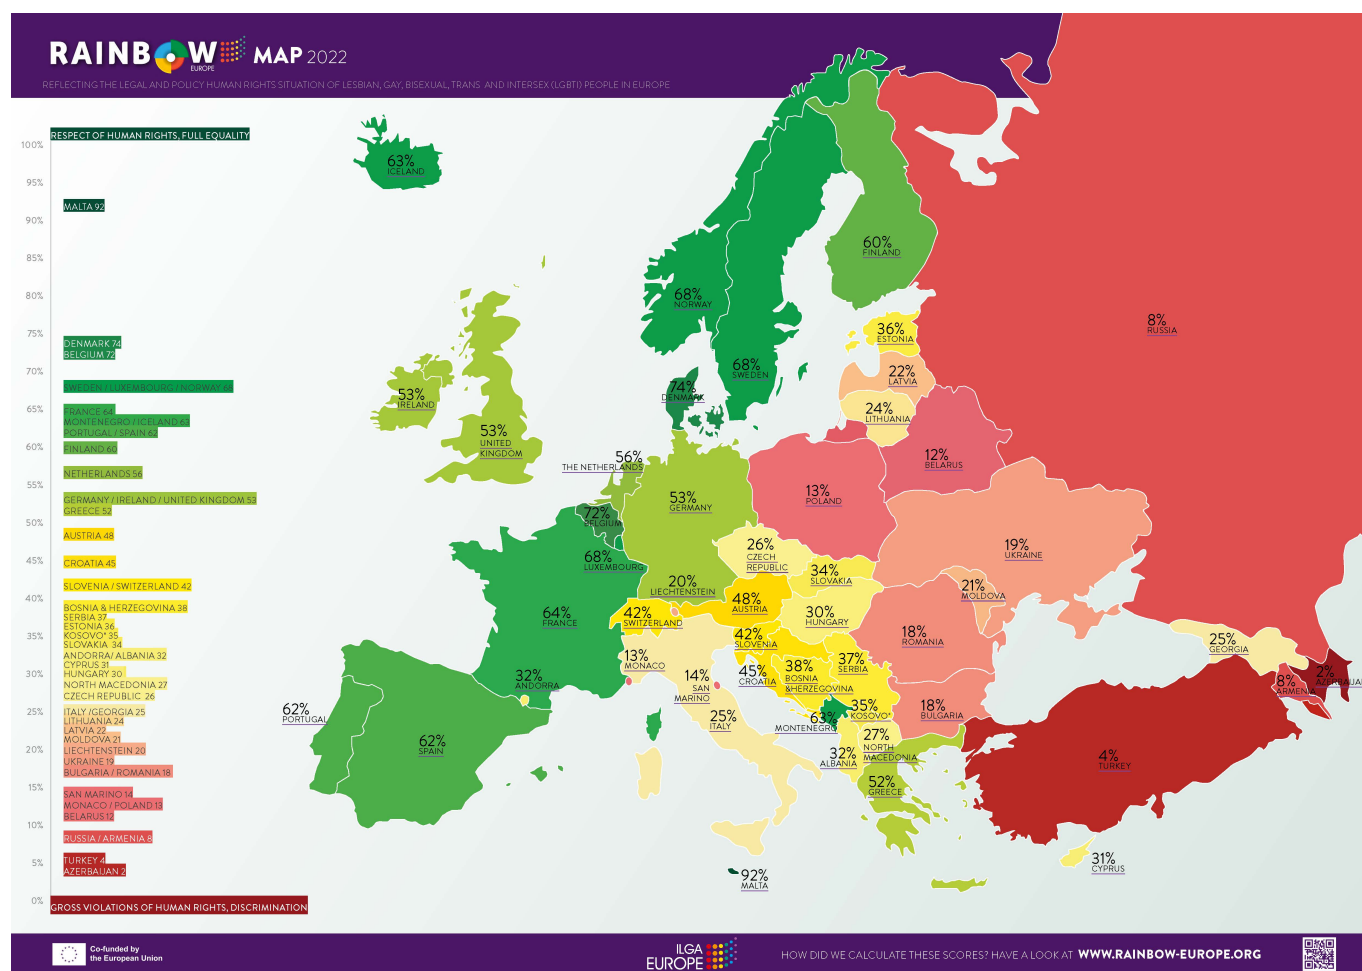 RAINBOW EUROPE MAP 2022
REFLECTING THE LEGAL AND POLICY HUMAN RIGHTS SITUATION OF LESBIAN, GAY, BISEXUAL, TRANS AND INTERSEX (LGBTI) PEOPLE IN EUROPE
RESPECT OF HUMAN RIGHTS, FULL EQUALITY
100%
95%
MALTA 92
90%
85%
80%
75%
DENMARK 74
BELGIUM 72
70%
SWEDEN / LUXEMBOURG / NORWAY 68
65%
FRANCE 64
MONTENEGRO / ICELAND 63
PORTUGAL / SPAIN 62
60%
FINLAND 60
NETHERLANDS 56
55%
GERMANY / IRELAND / UNITED KINGDOM 53
GREECE 52
50%
AUSTRIA 48
45%
CROATIA 45
SLOVENIA / SWITZERLAND 42
40%
BOSNIA & HERZEGOVINA 38
SERBIA 37
ESTONIA 36
KOSOVO* 35
35%
SLOVAKIA 34
ANDORRA/ ALBANIA 32
CYPRUS 31
30%
HUNGARY 30
NORTH MACEDONIA 27
CZECH REPUBLIC 26
25%
ITALY /GEORGIA 25
LITHUANIA 24
LATVIA 22
MOLDOVA 21
20%
LIECHTENSTEIN 20
UKRAINE 19
BULGARIA / ROMANIA 18
15%
SAN MARINO 14
MONACO / POLAND 13
BELARUS 12
10%
RUSSIA / ARMENIA 8
5%
TURKEY 4
AZERBAIJAN 2
0%
GROSS VIOLATIONS OF HUMAN RIGHTS, DISCRIMINATION
63%
ICELAND
60%
FINLAND
68%
NORWAY
68%
SWEDEN
8%
RUSSIA
36%
ESTONIA
22%
LATVIA
24%
LITHUANIA
74%
DENMARK
53%
IRELAND
53%
UNITED
KINGDOM
56%
THE NETHERLANDS
12%
BELARUS
13%
POLAND
53%
GERMANY
72%
BELGIUM
68%
LUXEMBOURG
26%
CZECH
REPUBLIC
34%
SLOVAKIA
19%
UKRAINE
21%
MOLDOVA
20%
LIECHTENSTEIN
48%
AUSTRIA
30%
HUNGARY
64%
FRANCE
42%
SWITZERLAND
42%
SLOVENIA
18%
ROMANIA
25%
GEORGIA
13%
MONACO
14%
SAN
MARINO
45%
CROATIA
38%
BOSNIA
&HERZEGOVINA
37%
SERBIA
32%
ANDORRA
8%
ARMENIA
2%
AZERBAIJAN
62%
PORTUGAL
62%
SPAIN
25%
ITALY
63%
MONTENEGRO
35%
KOSOVO*
18%
BULGARIA
27%
NORTH
MACEDONIA
32%
ALBANIA
52%
GREECE
4%
TURKEY
92%
MALTA
31%
CYPRUS
Co-funded by
the European Union
ILGA
EUROPE
HOW DID WE CALCULATE THESE SCORES? HAVE A LOOK AT WWW.RAINBOW-EUROPE.ORG